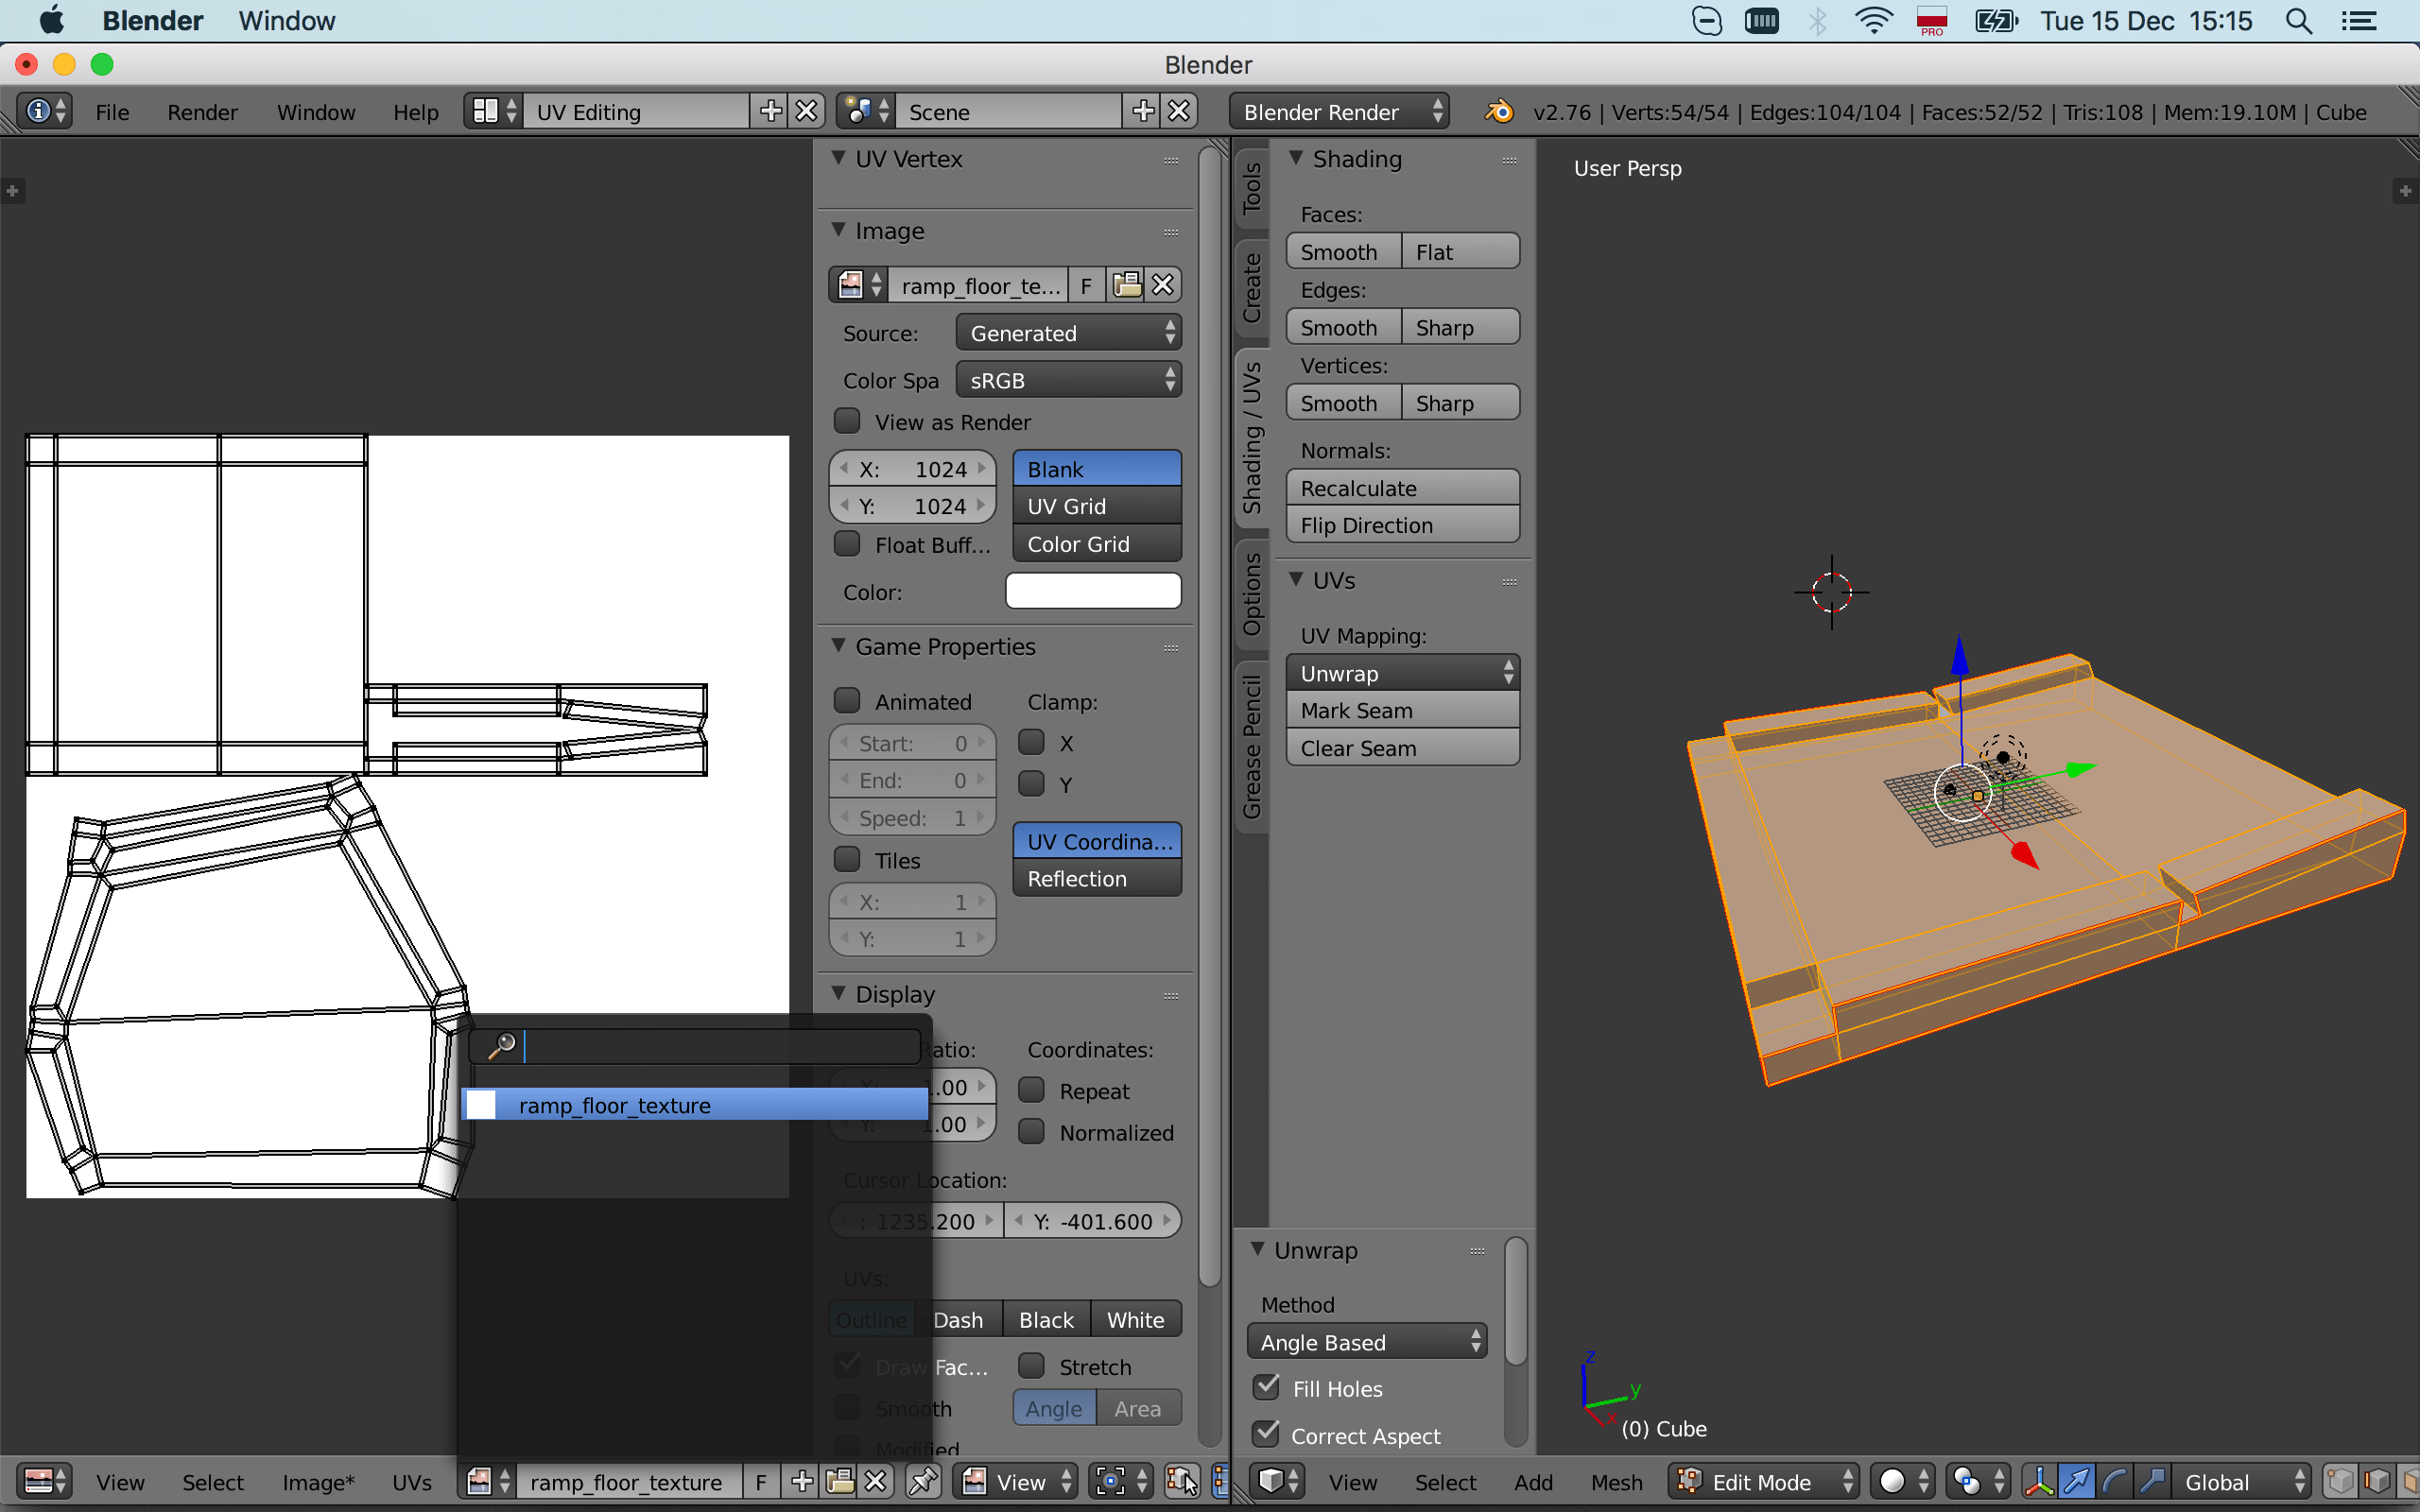 Blender Window PRO Tue 15 Dec 15:15
Blender
File Render Window Help UV Editing Scene Blender Render v2.76 | Verts:54/54 | Edges:104/104 | Faces:52/52 | Tris:108 | Mem:19.10M | Cube
UV Vertex
Image
ramp_floor_te... F
Source: Generated
Color Spa sRGB
View as Render
X: 1024 Blank
Y: 1024 UV Grid
Float Buff... Color Grid
Color:
Game Properties
Animated Clamp:
Start: 0 X
End: 0 Y
Speed: 1
UV Coordina...
Tiles Reflection
X: 1
Y: 1
Display
Ratio: Coordinates:
1.00 Repeat
Y: 1.00 Normalized
Cursor Location:
: 1235.200 Y: -401.600
UVs:
Outline Dash Black White
Draw Fac... Stretch
Smooth Angle Area
Modified
ramp_floor_texture
Tools
Create
Shading / UVs
Options
Grease Pencil
Shading
Faces:
Smooth Flat
Edges:
Smooth Sharp
Vertices:
Smooth Sharp
Normals:
Recalculate
Flip Direction
UVs
UV Mapping:
Unwrap
Mark Seam
Clear Seam
Unwrap
Method
Angle Based
Fill Holes
Correct Aspect
User Persp
z
y
x
(0) Cube
View Select Image* UVs ramp_floor_texture F View
View Select Add Mesh Edit Mode Global